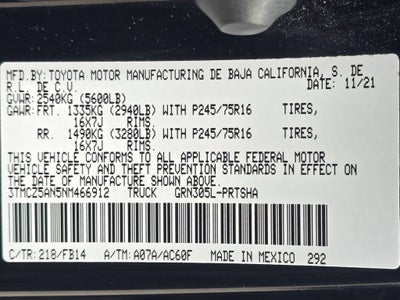 MFD.BY:TOYOTA MOTOR MANUFACTURING DE BAJA CALIFORNIA, S. DE
R.L. DE C.V. DATE: 11/21
GVWR: 2540KG (5600LB)
GAWR:FRT. 1335KG (2940LB) WITH P245/75R16 TIRES,
16X7J RIMS.
RR. 1490KG (3280LB) WITH P245/75R16 TIRES,
16X7J RIMS.
THIS VEHICLE CONFORMS TO ALL APPLICABLE FEDERAL MOTOR
VEHICLE SAFETY AND THEFT PREVENTION STANDARDS IN EFFECT ON
THE DATE OF MANUFACTURE SHOWN ABOVE.
3TMCZ5AN5NM466912 TRUCK GRN305L-PRTSHA
C/TR: 218/FB14 A/TM: A07A/AC60F MADE IN MEXICO 292